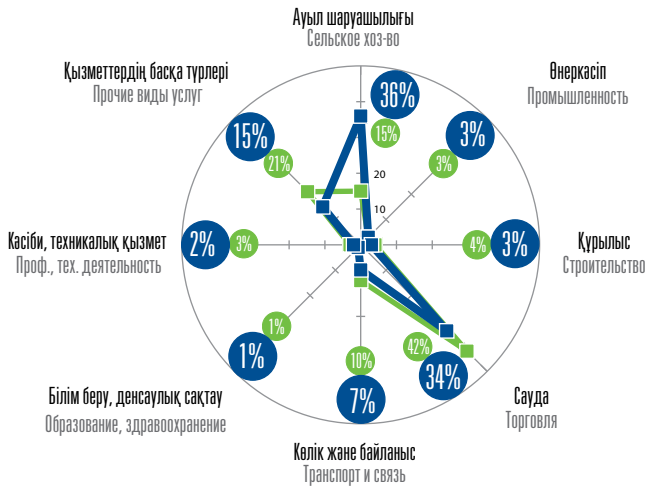 Ауыл шаруашылығы
Сельское хоз-во
36%
15%
Өнеркәсіп
Промышленность
3%
3%
Құрылыс
Строительство
3%
4%
Сауда
Торговля
34%
42%
Көлік және байланыс
Транспорт и связь
7%
10%
Білім беру, денсаулық сақтау
Образование, здравоохранение
1%
1%
Кәсіби, техникалық қызмет
Проф., тех. деятельность
2%
3%
Қызметтердің басқа түрлері
Прочие виды услуг
15%
21%
20
10